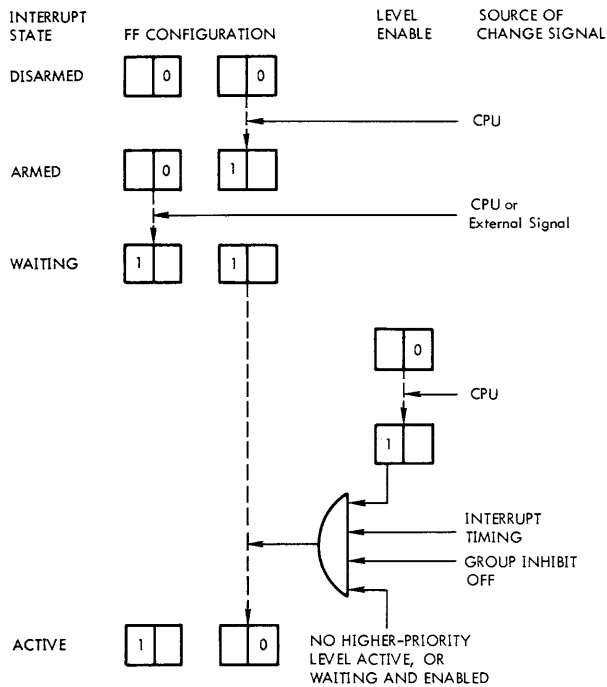 INTERRUPT STATE
FF CONFIGURATION
LEVEL ENABLE
SOURCE OF CHANGE SIGNAL
DISARMED 0 0
CPU
ARMED 0 1
CPU or
External Signal
WAITING 1 1
0
CPU
1
INTERRUPT
TIMING
GROUP INHIBIT
OFF
ACTIVE 1 0
NO HIGHER-PRIORITY
LEVEL ACTIVE, OR
WAITING AND ENABLED